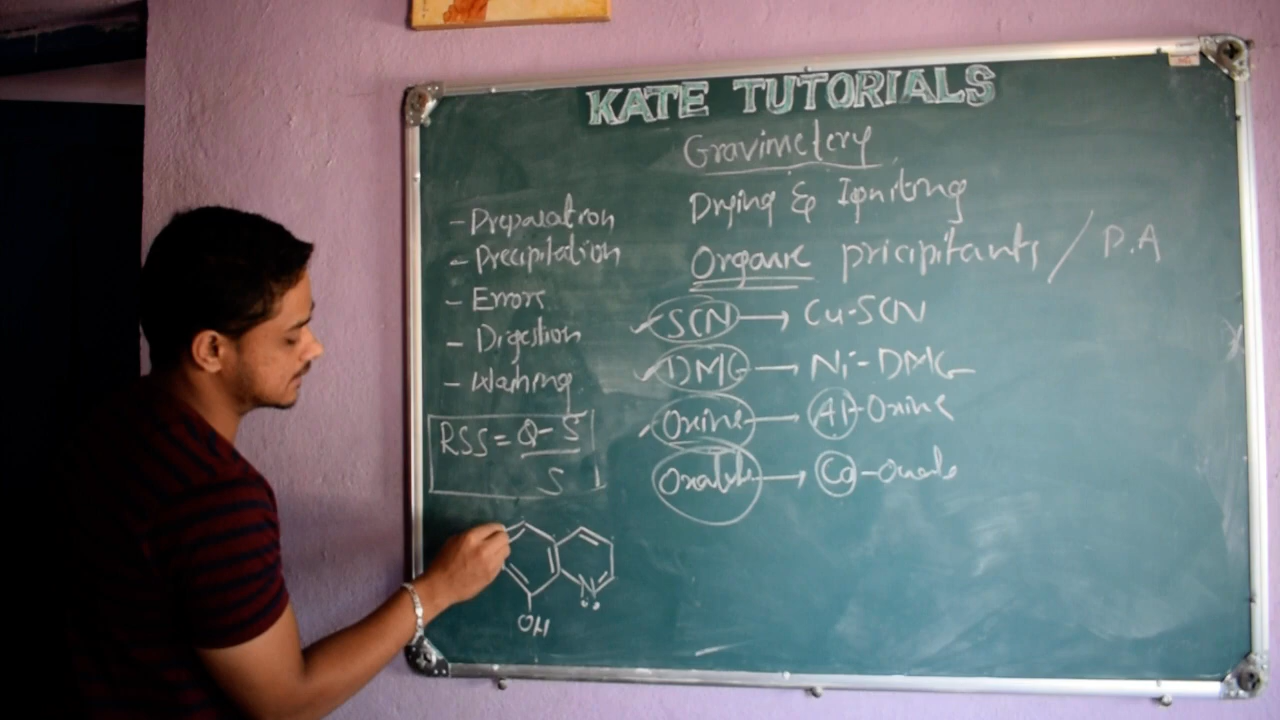 KATE TUTORIALS
Gravimetery
Drying & Igniting
Organic pricipitants / P.A
- Preparation
- Precipitation
- Errors
- Digestion
- Washing
RSS = Q - S
S
SCN → Cu-SCN
DMG → Ni-DMG
Oxine → Al-Oxine
Oxalate → Ca-Oxalate
N
OH